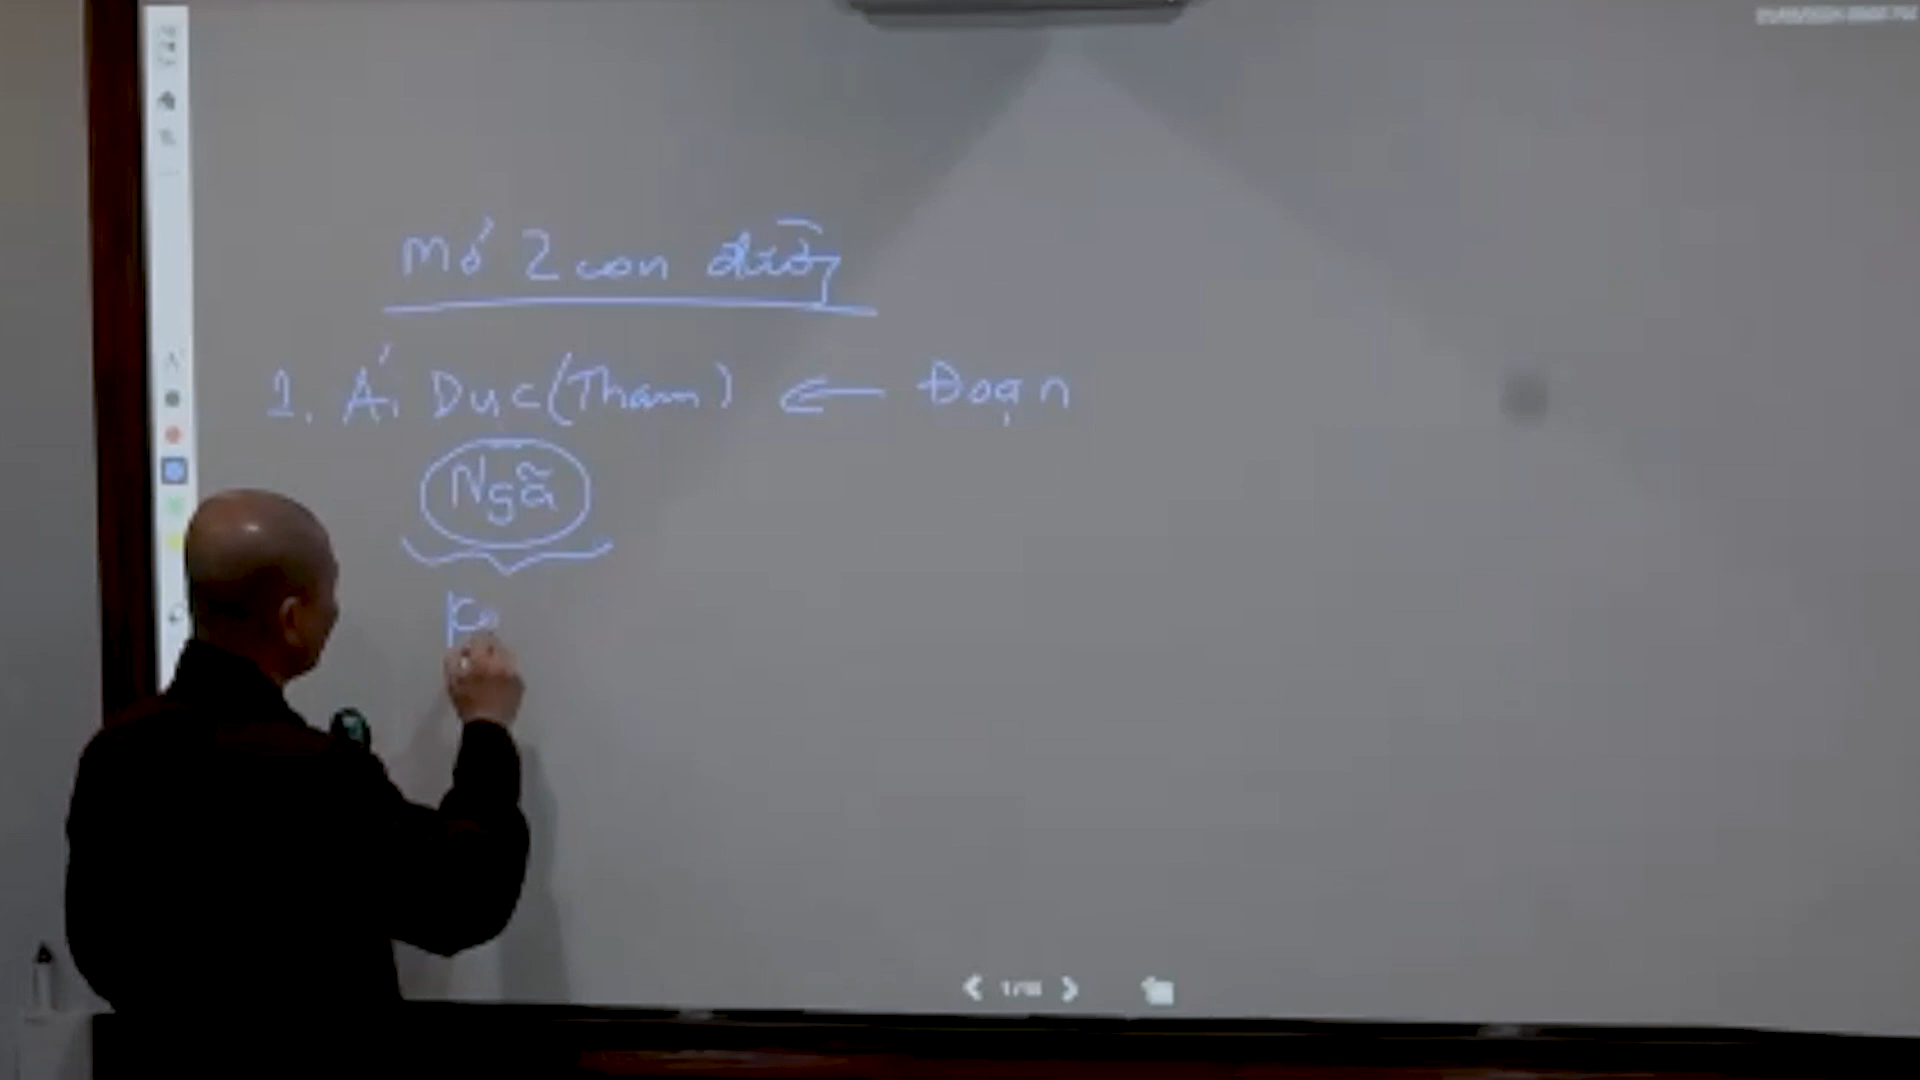 Mở 2 con đường
1. Ái Dục (Tham) ← Đoạn
Ngã